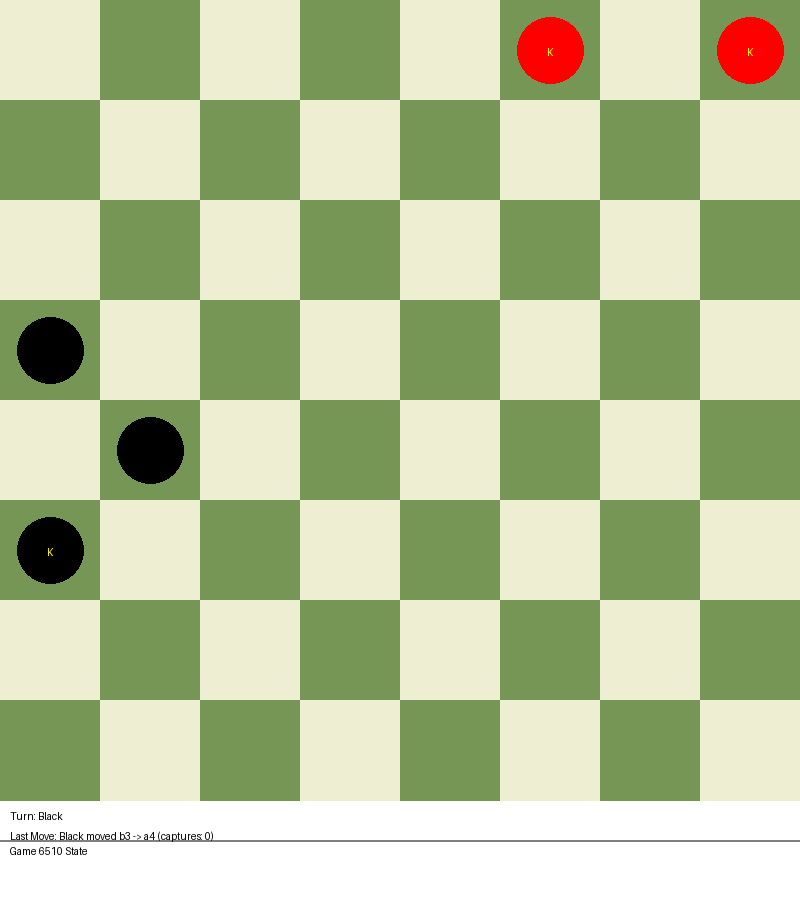 K K
K
Turn: Black
Last Move: Black moved b3 -> a4 (captures: 0)
Game 6510 State